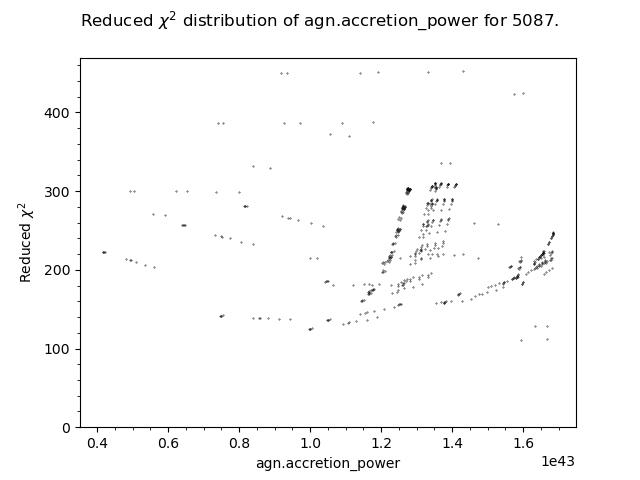 Reduced χ² distribution of agn.accretion_power for 5087.
Reduced χ²
400
300
200
100
0
0.4 0.6 0.8 1.0 1.2 1.4 1.6
1e43
agn.accretion_power